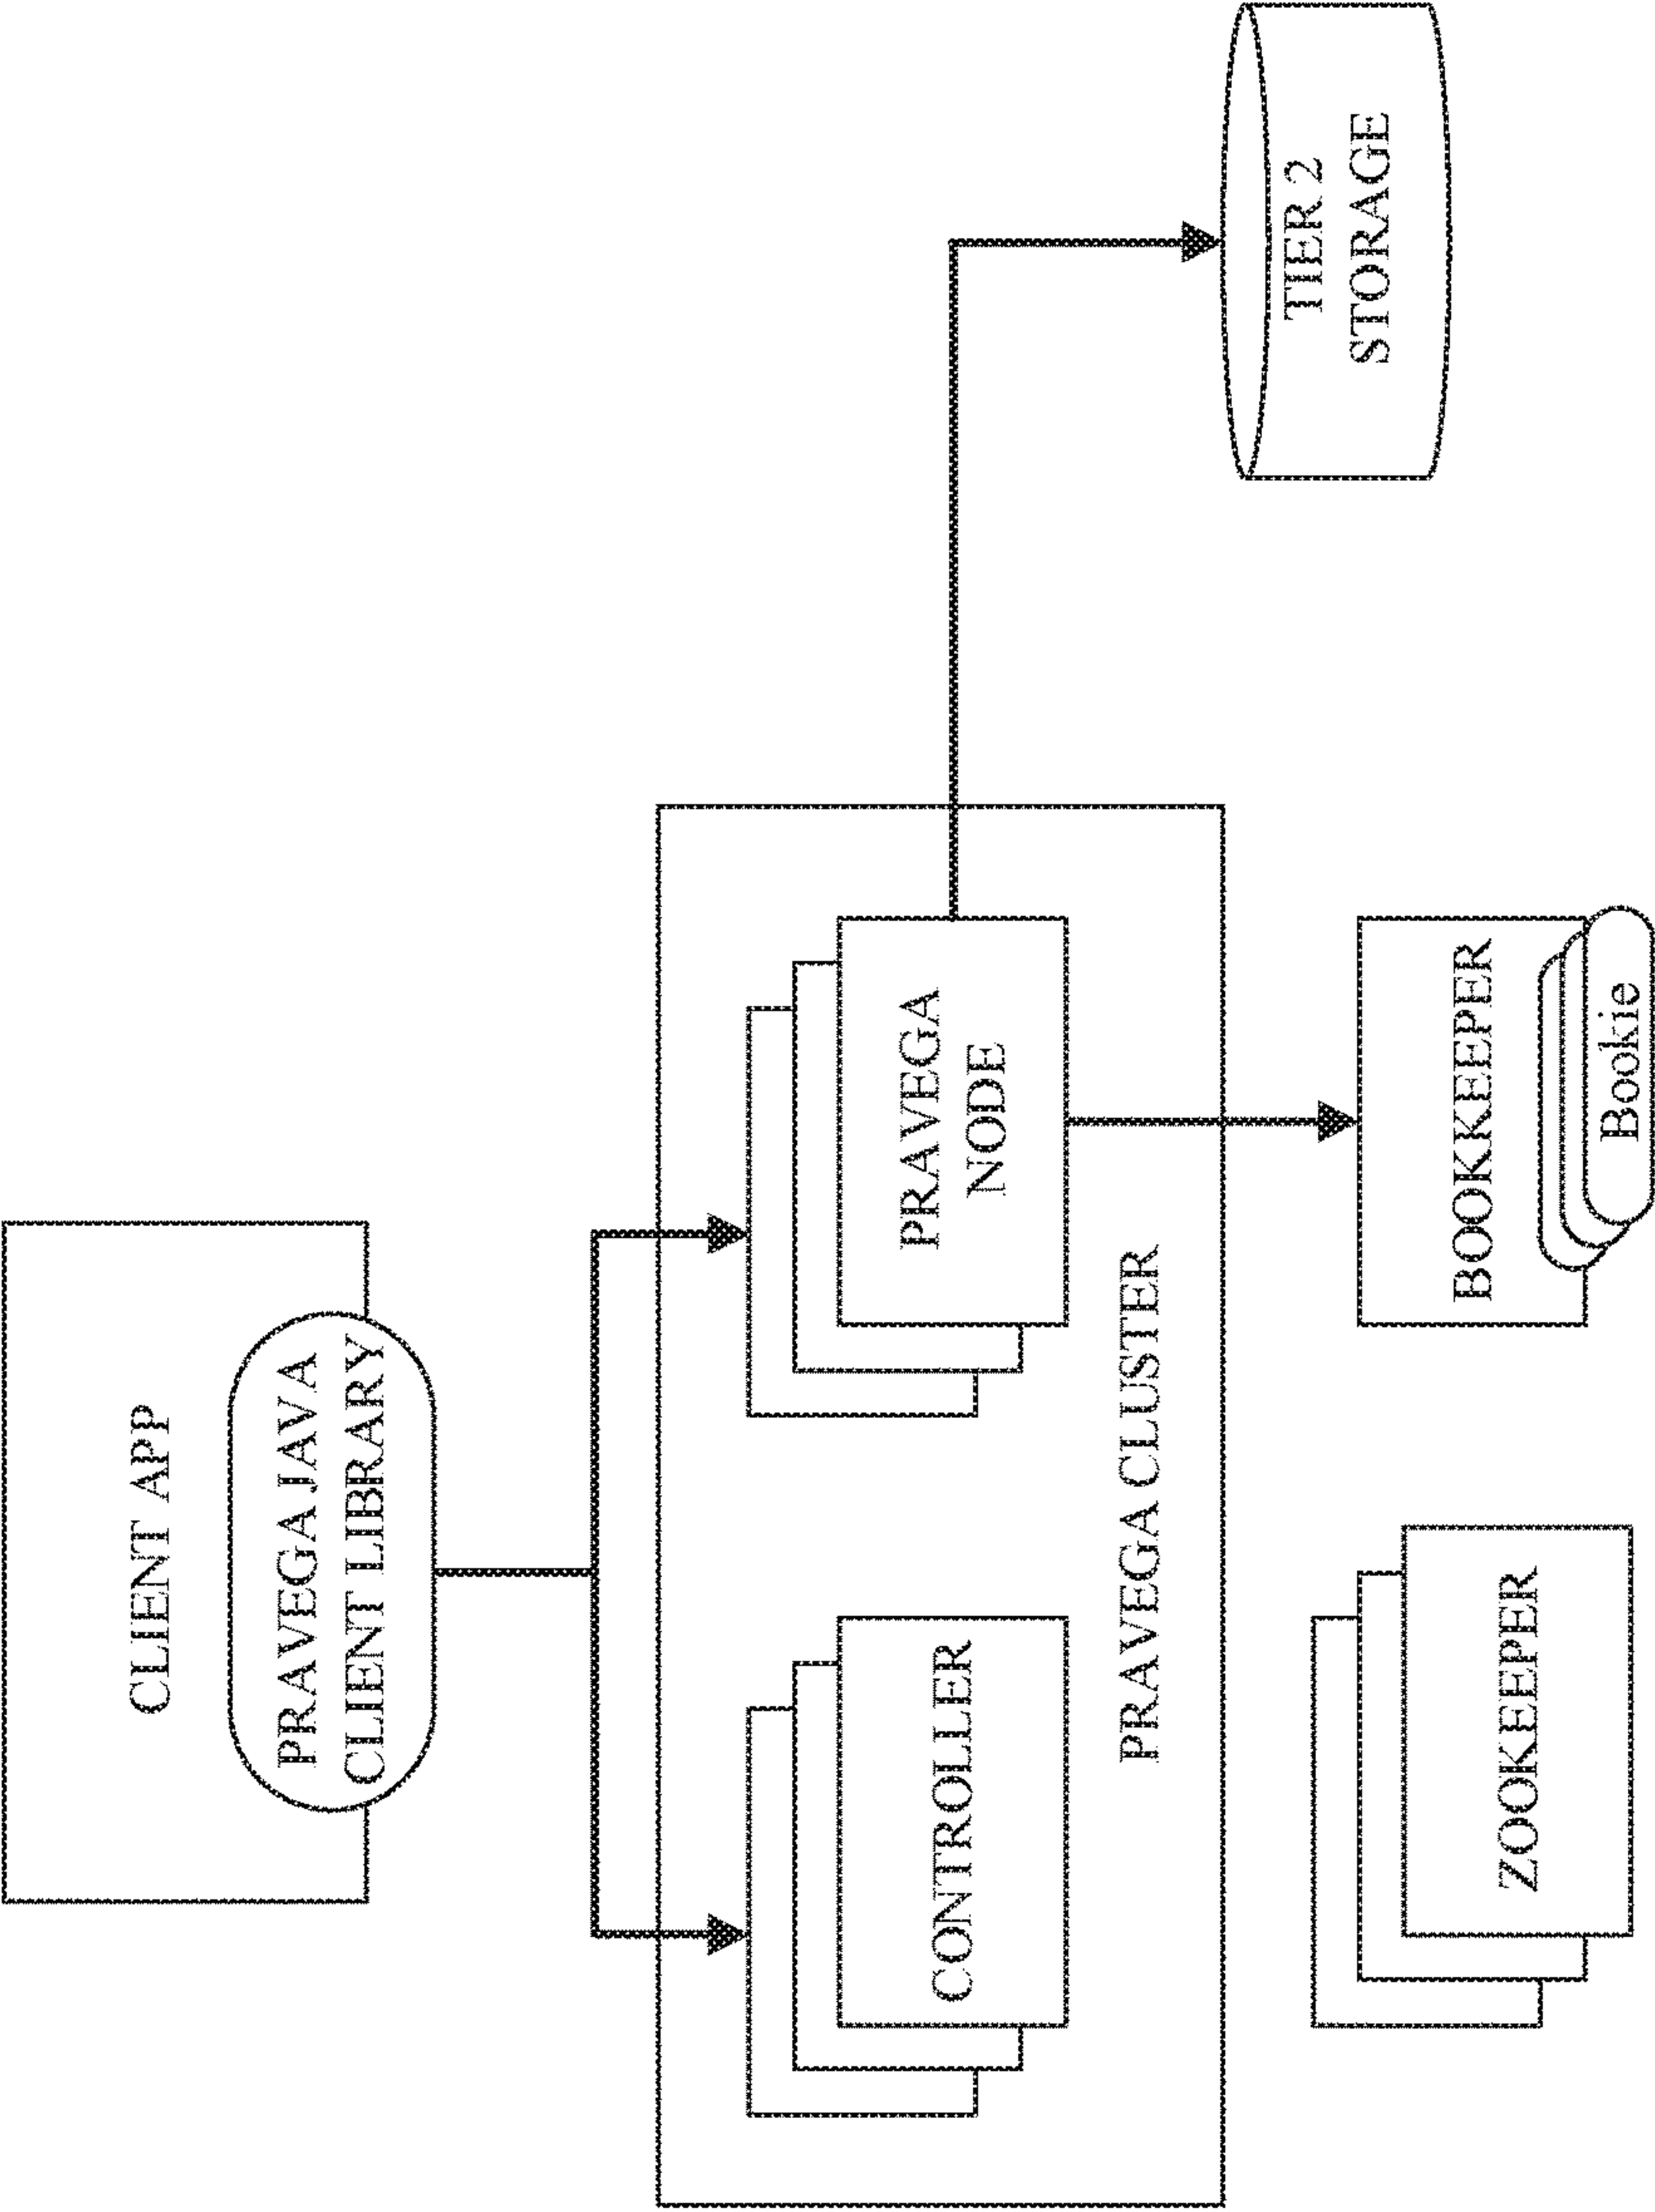 CLIENT APP
PRAVEGA JAVA
CLIENT LIBRARY
CONTROLLER
PRAVEGA
NODE
PRAVEGA CLUSTER
ZOOKEEPER
BOOKKEEPER
Bookie
TIER 2
STORAGE